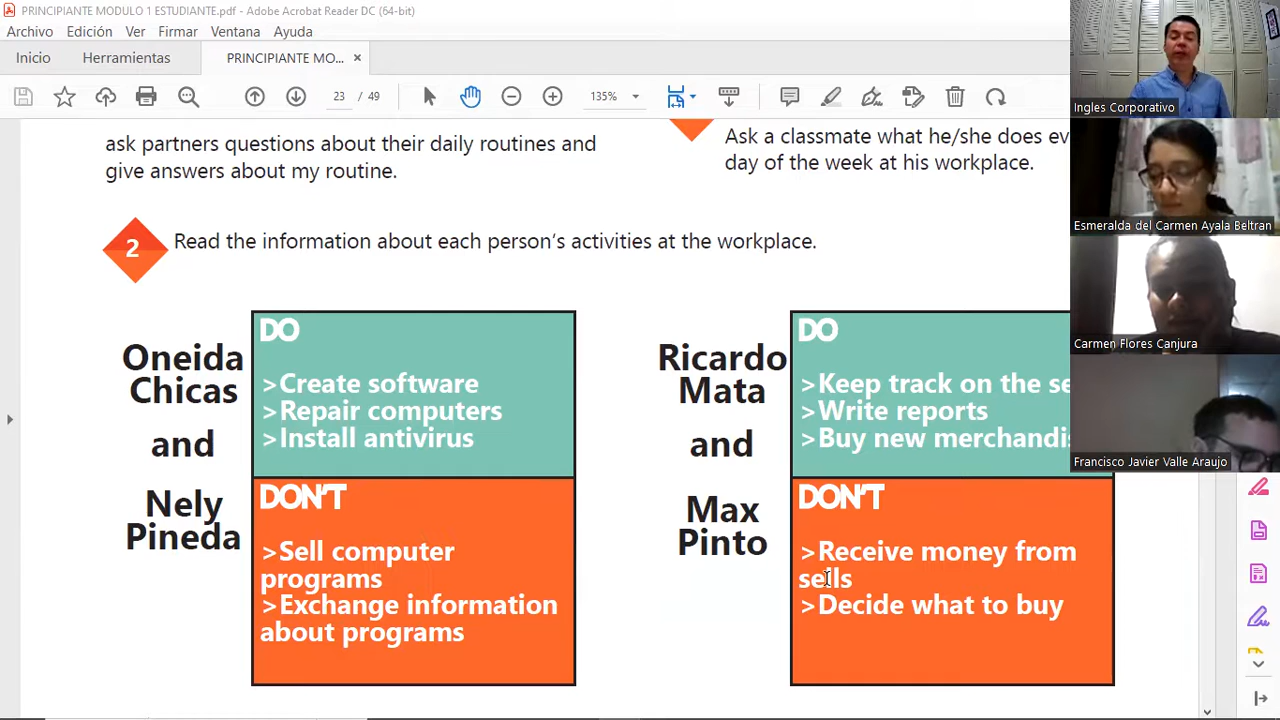 PRINCIPIANTE MODULO 1 ESTUDIANTE.pdf - Adobe Acrobat Reader DC (64-bit)
Archivo Edición Ver Firmar Ventana Ayuda
Inicio Herramientas PRINCIPIANTE MO... ×
23 / 49 135%
ask partners questions about their daily routines and
give answers about my routine.
Ask a classmate what he/she does ev
day of the week at his workplace.
2 Read the information about each person's activities at the workplace.
Oneida
Chicas
and
Nely
Pineda
DO
>Create software
>Repair computers
>Install antivirus
DON'T
>Sell computer
programs
>Exchange information
about programs
Ricardo
Mata
and
Max
Pinto
DO
>Keep track on the se
>Write reports
>Buy new merchandis
DON'T
>Receive money from
sells
>Decide what to buy
Ingles Corporativo
Esmeralda del Carmen Ayala Beltran
Carmen Flores Canjura
Francisco Javier Valle Araujo